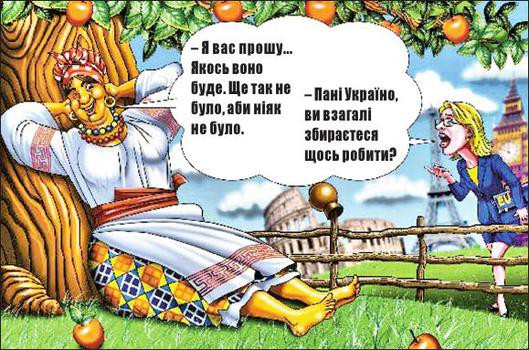 – Я вас прошу...
Якось воно
буде. Ще так не
було, аби ніяк
не було.
– Пані Україно,
ви взагалі
збираєтеся
щось робити?
EU